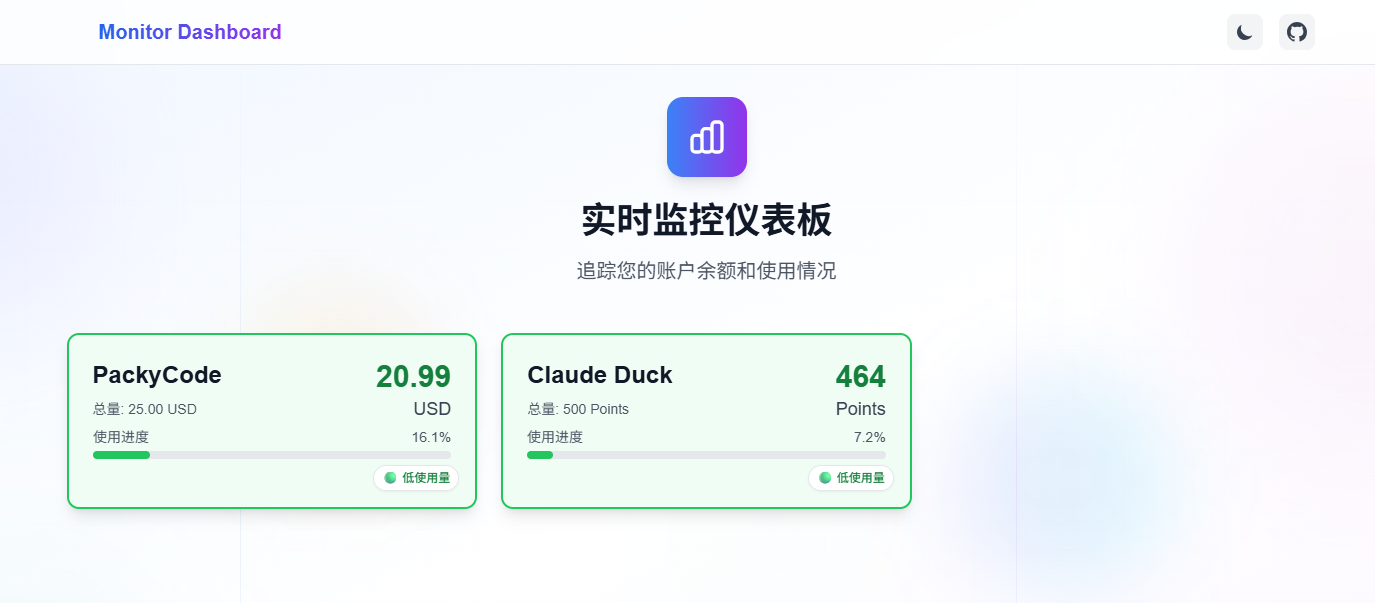 Monitor Dashboard
实时监控仪表板
追踪您的账户余额和使用情况
PackyCode
20.99
总量: 25.00 USD
USD
使用进度
16.1%
低使用量
Claude Duck
464
总量: 500 Points
Points
使用进度
7.2%
低使用量